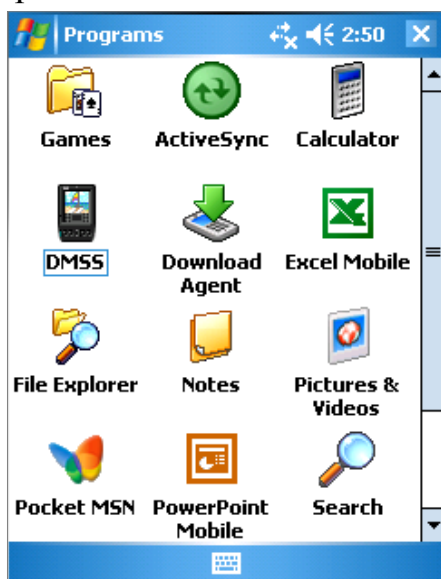 Programs 2:50
Games ActiveSync Calculator
DMSS Download Agent Excel Mobile
File Explorer Notes Pictures & Videos
Pocket MSN PowerPoint Mobile Search